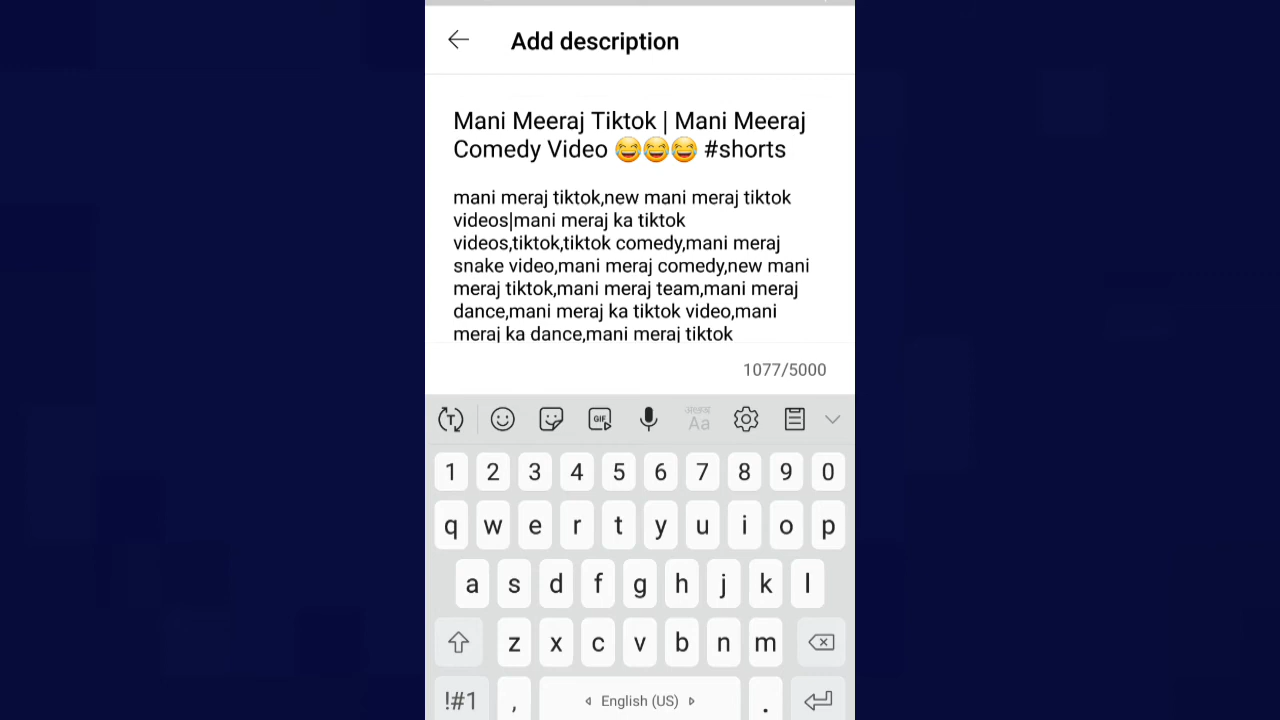 Add description
Mani Meeraj Tiktok | Mani Meeraj
Comedy Video 😂😂😂 #shorts
mani meraj tiktok,new mani meraj tiktok
videos|mani meraj ka tiktok
videos,tiktok,tiktok comedy,mani meraj
snake video,mani meraj comedy,new mani
meraj tiktok,mani meraj team,mani meraj
dance,mani meraj ka tiktok video,mani
meraj ka dance,mani meraj tiktok
1077/5000
T GIF Aa
1 2 3 4 5 6 7 8 9 0
q w e r t y u i o p
a s d f g h j k l
z x c v b n m
!#1 , English (US) .